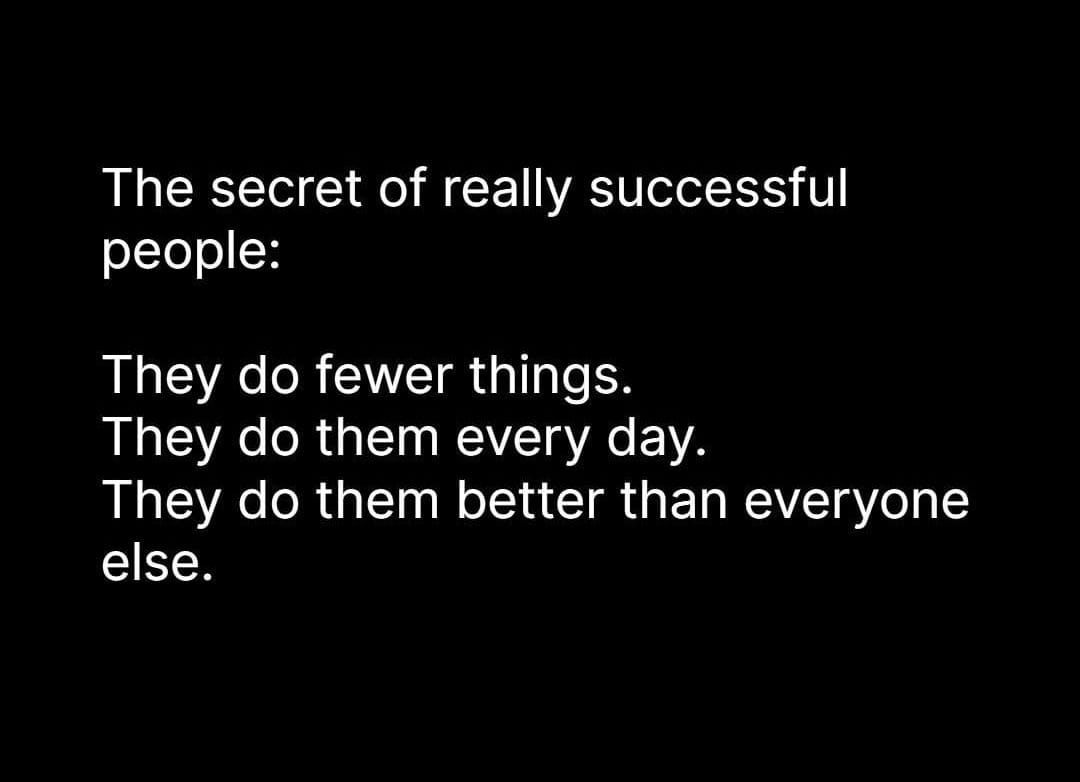 The secret of really successful
people:
They do fewer things.
They do them every day.
They do them better than everyone
else.